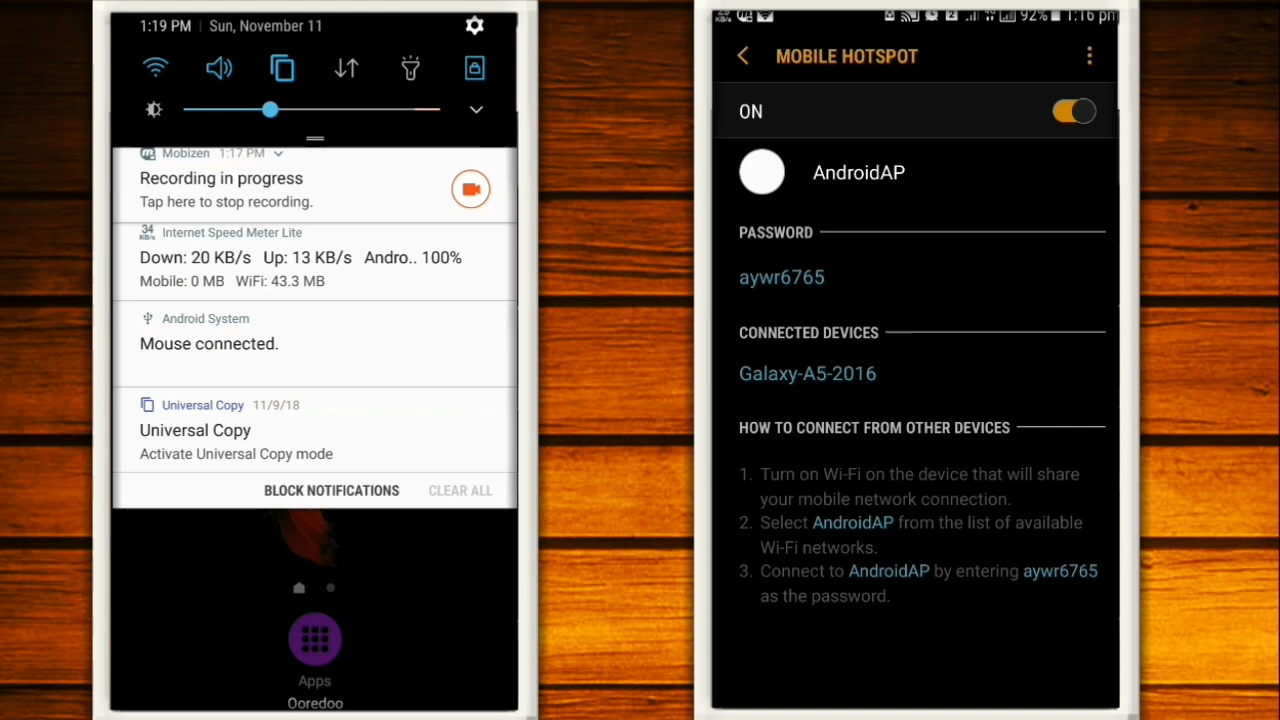 1:19 PM | Sun, November 11
Mobizen 1:17 PM
Recording in progress
Tap here to stop recording.
34 KB/s Internet Speed Meter Lite
Down: 20 KB/s Up: 13 KB/s Andro.. 100%
Mobile: 0 MB WiFi: 43.3 MB
Android System
Mouse connected.
Universal Copy 11/9/18
Universal Copy
Activate Universal Copy mode
BLOCK NOTIFICATIONS CLEAR ALL
Apps
Ooredoo
KB/s 92% 1:16 pm
MOBILE HOTSPOT
ON
AndroidAP
PASSWORD
aywr6765
CONNECTED DEVICES
Galaxy-A5-2016
HOW TO CONNECT FROM OTHER DEVICES
1. Turn on Wi-Fi on the device that will share
your mobile network connection.
2. Select AndroidAP from the list of available
Wi-Fi networks.
3. Connect to AndroidAP by entering aywr6765
as the password.